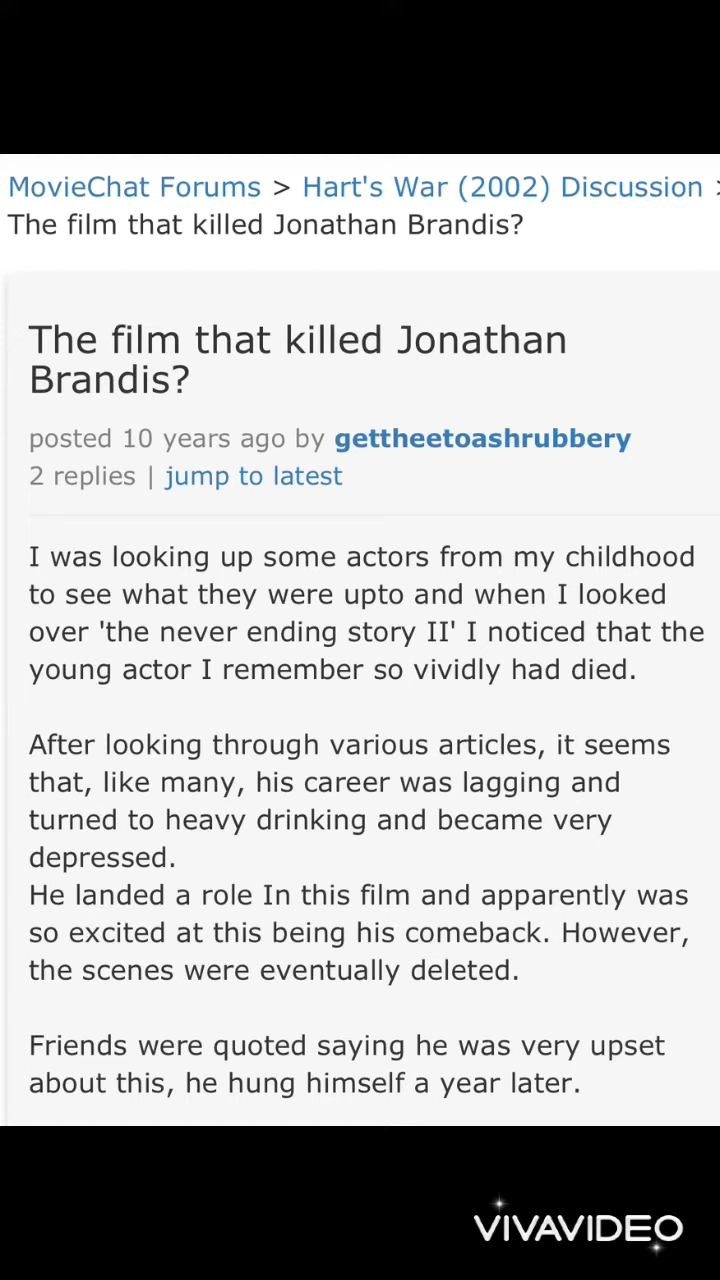 MovieChat Forums > Hart's War (2002) Discussion >
The film that killed Jonathan Brandis?
The film that killed Jonathan
Brandis?
posted 10 years ago by gettheetoashrubbery
2 replies | jump to latest
I was looking up some actors from my childhood
to see what they were upto and when I looked
over 'the never ending story II' I noticed that the
young actor I remember so vividly had died.
After looking through various articles, it seems
that, like many, his career was lagging and
turned to heavy drinking and became very
depressed.
He landed a role In this film and apparently was
so excited at this being his comeback. However,
the scenes were eventually deleted.
Friends were quoted saying he was very upset
about this, he hung himself a year later.
VIVAVIDEO